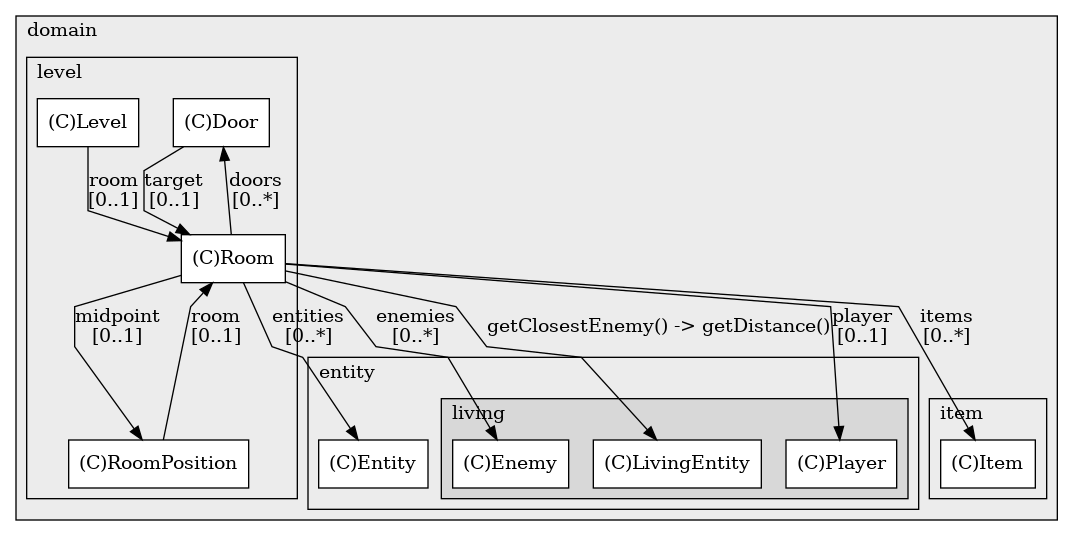 domain
level
(C)Level
(C)Door
room
[0..1]
target
[0..1]
doors
[0..*]
(C)Room
midpoint
[0..1]
room
[0..1]
entities
[0..*]
enemies
[0..*]
getClosestEnemy() -> getDistance()
player
[0..1]
items
[0..*]
entity
living
item
(C)RoomPosition
(C)Entity
(C)Enemy
(C)LivingEntity
(C)Player
(C)Item